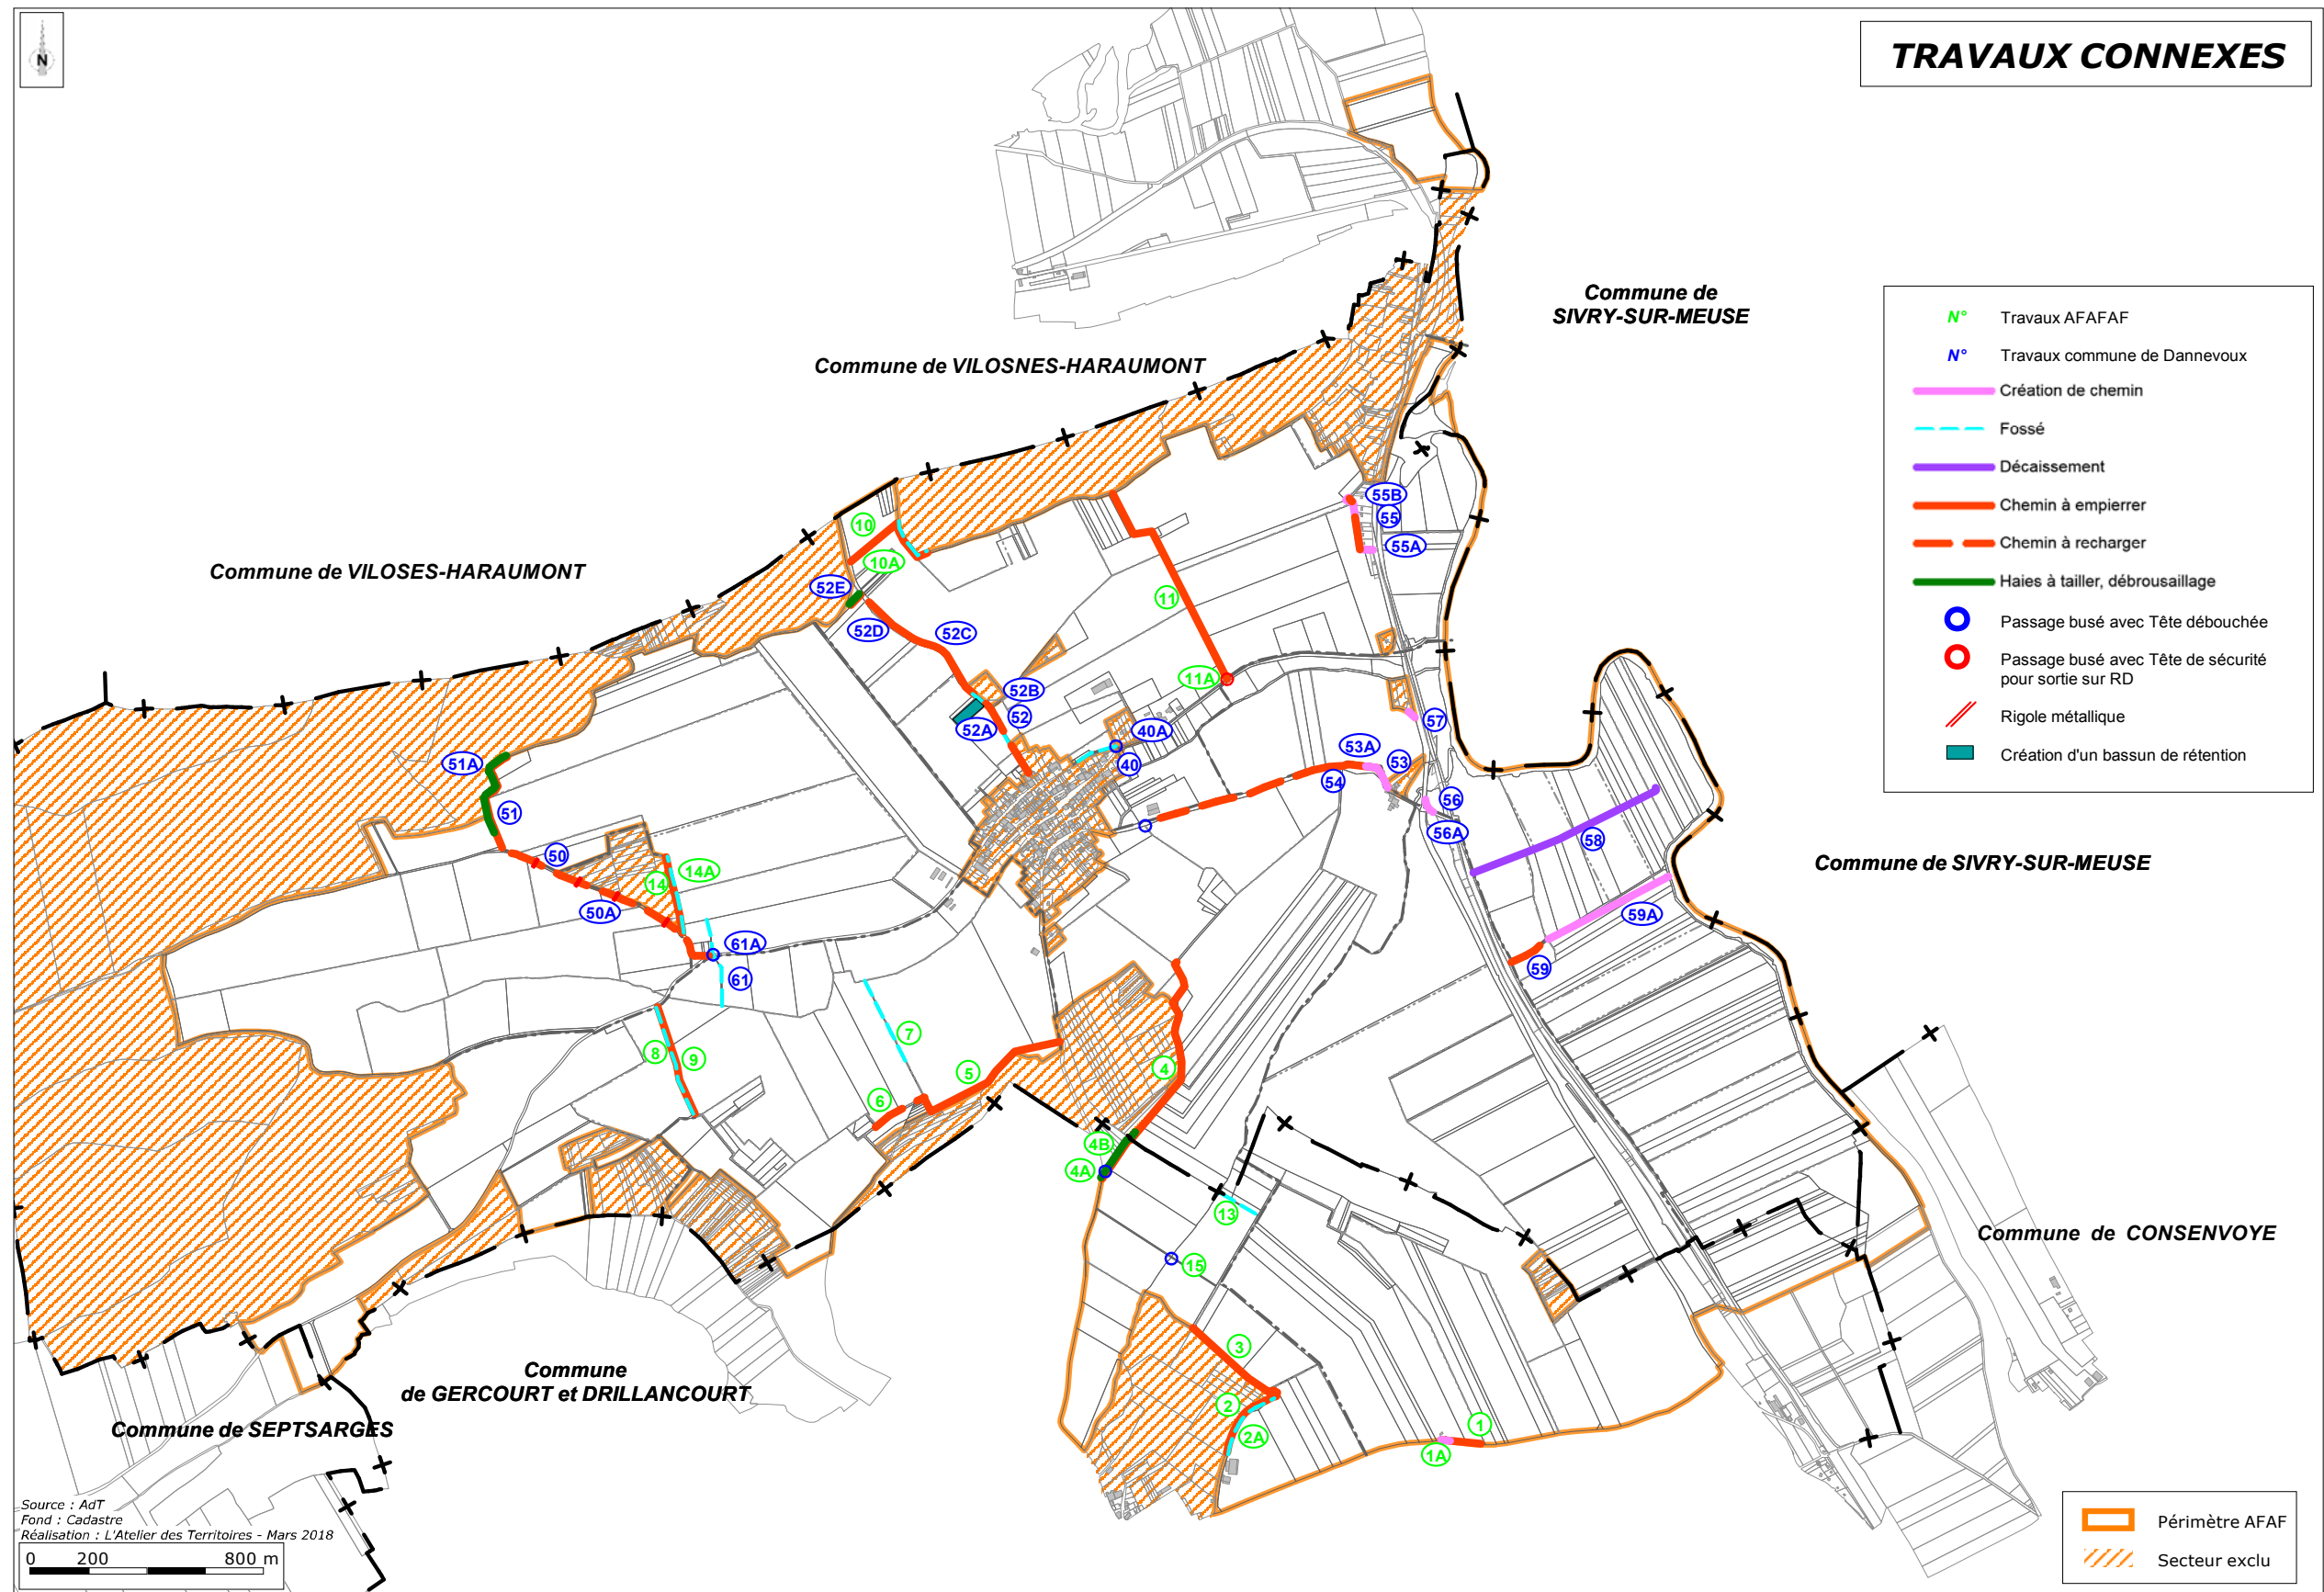 N
TRAVAUX CONNEXES
Commune de
SIVRY-SUR-MEUSE
Commune de VILOSNES-HARAUMONT
Commune de VILOSES-HARAUMONT
N° Travaux AFAFAF
N° Travaux commune de Dannevoux
Création de chemin
Fossé
Décaissement
Chemin à empierrer
Chemin à recharger
Haies à tailler, débrousaillage
Passage busé avec Tête débouchée
Passage busé avec Tête de sécurité
pour sortie sur RD
Rigole métallique
Création d'un bassun de rétention
55B
55
55A
10
10A
52E
52D
52C
11
11A
52B
52
52A
40A
40
57
53A
53
54
56
56A
51A
51
50
50A
14
14A
58
Commune de SIVRY-SUR-MEUSE
59A
59
61A
61
7
8
9
5
6
4
4B
4A
13
15
Commune de CONSENVOYE
3
2
2A
1
1A
Commune
de GERCOURT et DRILLANCOURT
Commune de SEPTSARGES
Source : AdT
Fond : Cadastre
Réalisation : L'Atelier des Territoires - Mars 2018
0 200 800 m
Périmètre AFAF
Secteur exclu